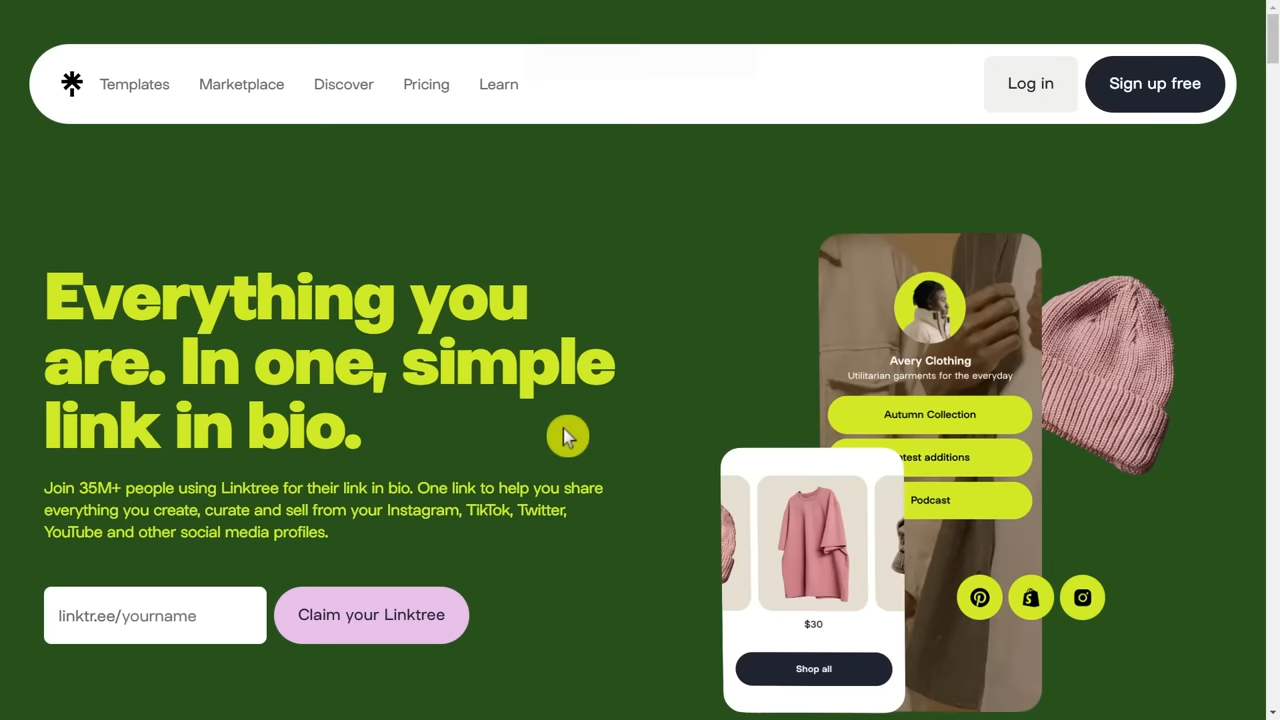 Templates
Marketplace
Discover
Pricing
Learn
Log in
Sign up free
Everything you
are. In one, simple
link in bio.
Join 35M+ people using Linktree for their link in bio. One link to help you share
everything you create, curate and sell from your Instagram, TikTok, Twitter,
YouTube and other social media profiles.
linktr.ee/yourname
Claim your Linktree
Avery Clothing
Utilitarian garments for the everyday
Autumn Collection
additions
Podcast
$30
Shop all